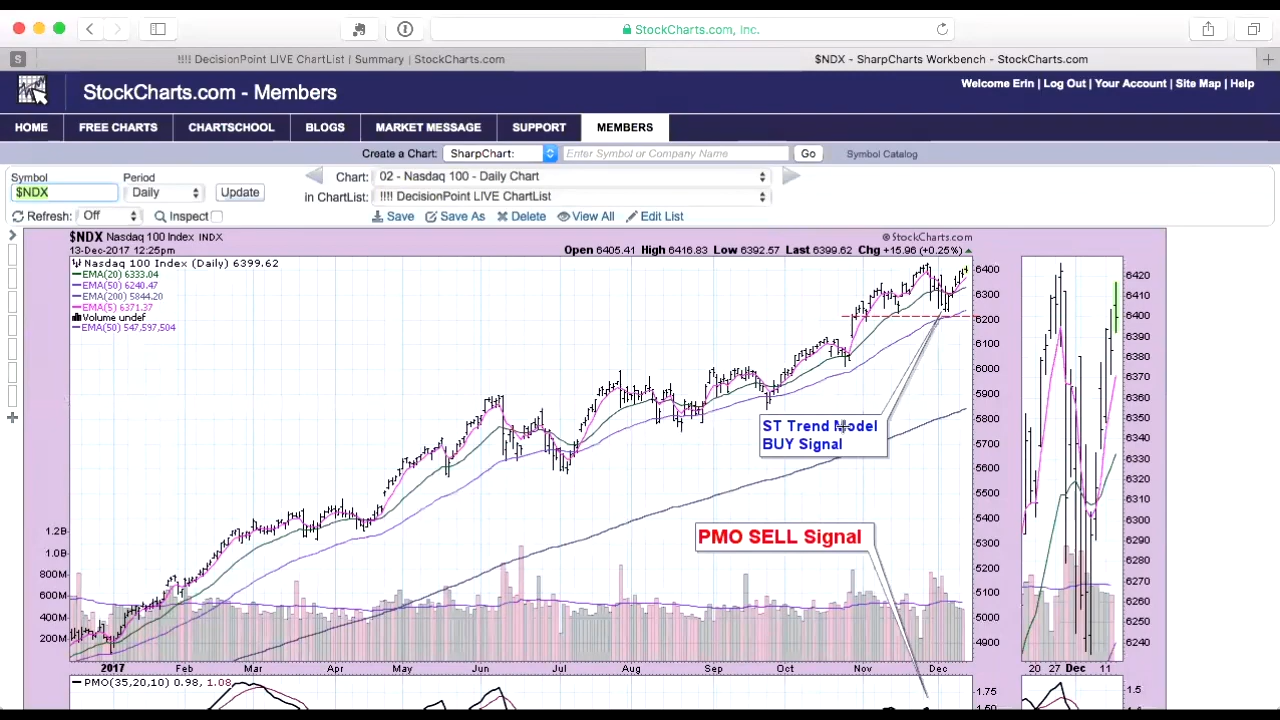 StockCharts.com, Inc.
S
!!!! DecisionPoint LIVE ChartList | Summary | StockCharts.com
$NDX - SharpCharts Workbench - StockCharts.com
StockCharts.com - Members
Welcome Erin | Log Out | Your Account | Site Map | Help
HOME FREE CHARTS CHARTSCHOOL BLOGS MARKET MESSAGE SUPPORT MEMBERS
Create a Chart: SharpChart: Enter Symbol or Company Name Go Symbol Catalog
Symbol Period Chart: 02 - Nasdaq 100 - Daily Chart
$NDX Daily Update in ChartList: !!!! DecisionPoint LIVE ChartList
Refresh: Off Inspect Save Save As Delete View All Edit List
$NDX Nasdaq 100 Index INDX © StockCharts.com
13-Dec-2017 12:25pm Open 6405.41 High 6416.83 Low 6392.57 Last 6399.62 Chg +15.96 (+0.25%)
Nasdaq 100 Index (Daily) 6399.62
EMA(20) 6333.04
EMA(50) 6240.47
EMA(200) 5844.20
EMA(5) 6371.37
Volume undef
EMA(50) 547,597,504
6400
6300
6200
6100
6000
5900
5800
5700
5600
5500
5400
5300
5200
5100
5000
4900
6420
6410
6400
6390
6380
6370
6360
6350
6340
6330
6320
6310
6300
6290
6280
6270
6260
6250
6240
ST Trend Model
BUY Signal
PMO SELL Signal
1.2B
1.0B
800M
600M
400M
200M
2017 Feb Mar Apr May Jun Jul Aug Sep Oct Nov Dec
20 27 Dec 11
PMO(35,20,10) 0.98, 1.08
1.75
1.50
1.5